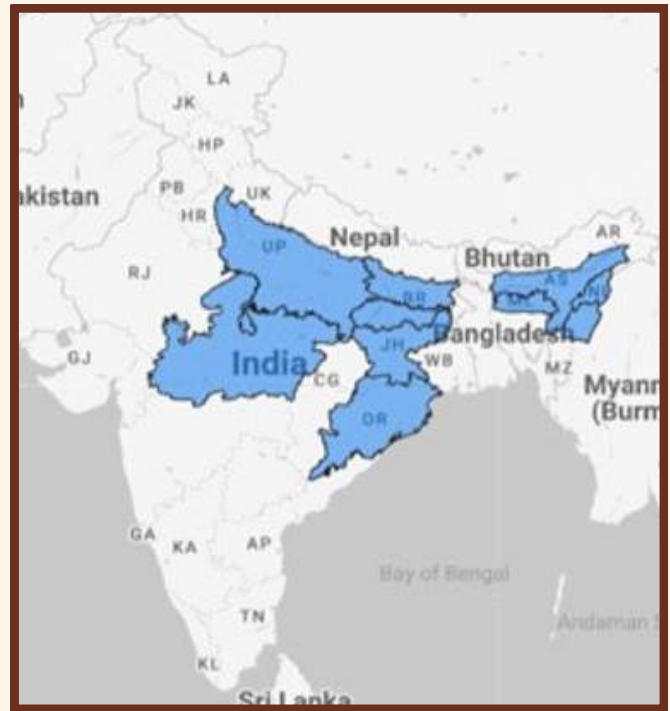 LA
JK
HP
PB
UK
akistan
HR
UP
Nepal
AR
Bhutan
AS
RJ
BR
Bangladesh
JH
India
WB
GJ
CG
MZ
Myanm
(Burm
OR
GA
KA
AP
Bay of Bengal
TN
Andaman S
KL
Sri Lanka